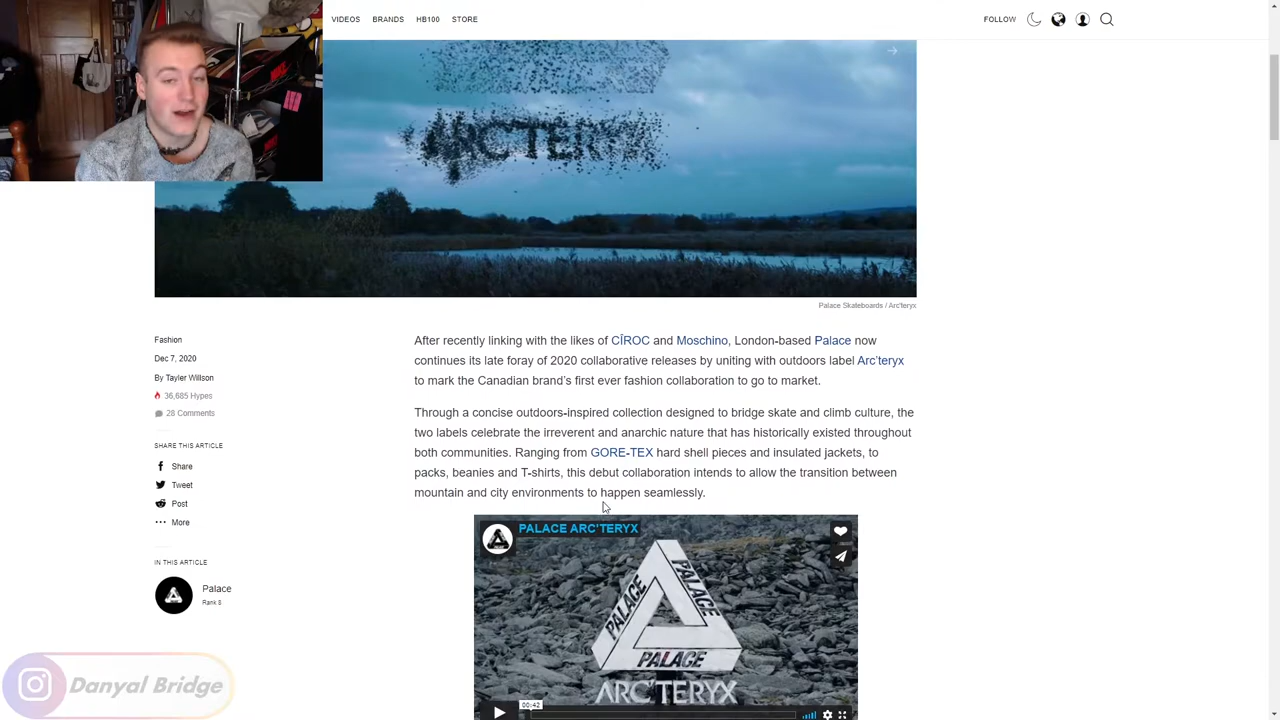 VIDEOS BRANDS HB100 STORE FOLLOW
ARC'TERYX
Palace Skateboards / Arc'teryx
Fashion
Dec 7, 2020
By Tayler Willson
36,685 Hypes
28 Comments
SHARE THIS ARTICLE
Share
Tweet
Post
More
IN THIS ARTICLE
Palace
Rank 8
After recently linking with the likes of CÎROC and Moschino, London-based Palace now
continues its late foray of 2020 collaborative releases by uniting with outdoors label Arc'teryx
to mark the Canadian brand's first ever fashion collaboration to go to market.
Through a concise outdoors-inspired collection designed to bridge skate and climb culture, the
two labels celebrate the irreverent and anarchic nature that has historically existed throughout
both communities. Ranging from GORE-TEX hard shell pieces and insulated jackets, to
packs, beanies and T-shirts, this debut collaboration intends to allow the transition between
mountain and city environments to happen seamlessly.
PALACE ARC'TERYX
PALACE
PALACE
PALACE
ARC'TERYX
00:42
Danyal Bridge